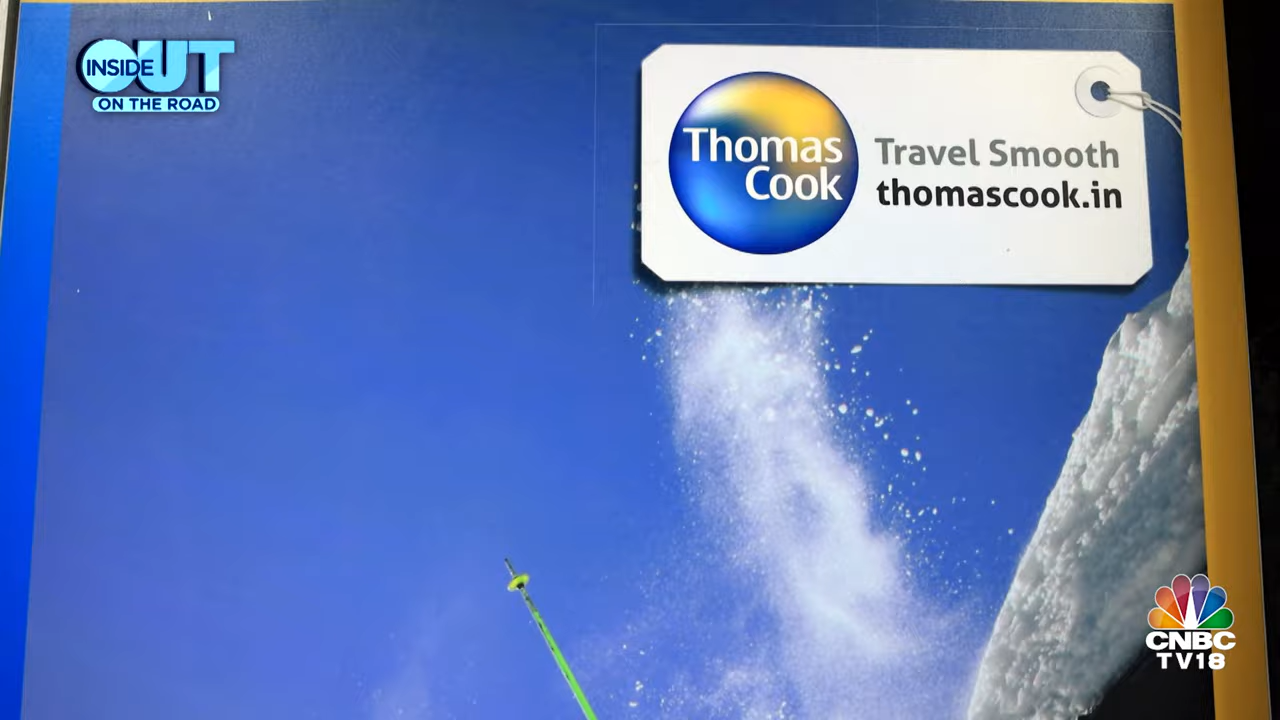 INSIDE OUT
ON THE ROAD
Thomas
Cook
Travel Smooth
thomascook.in
CNBC
TV18